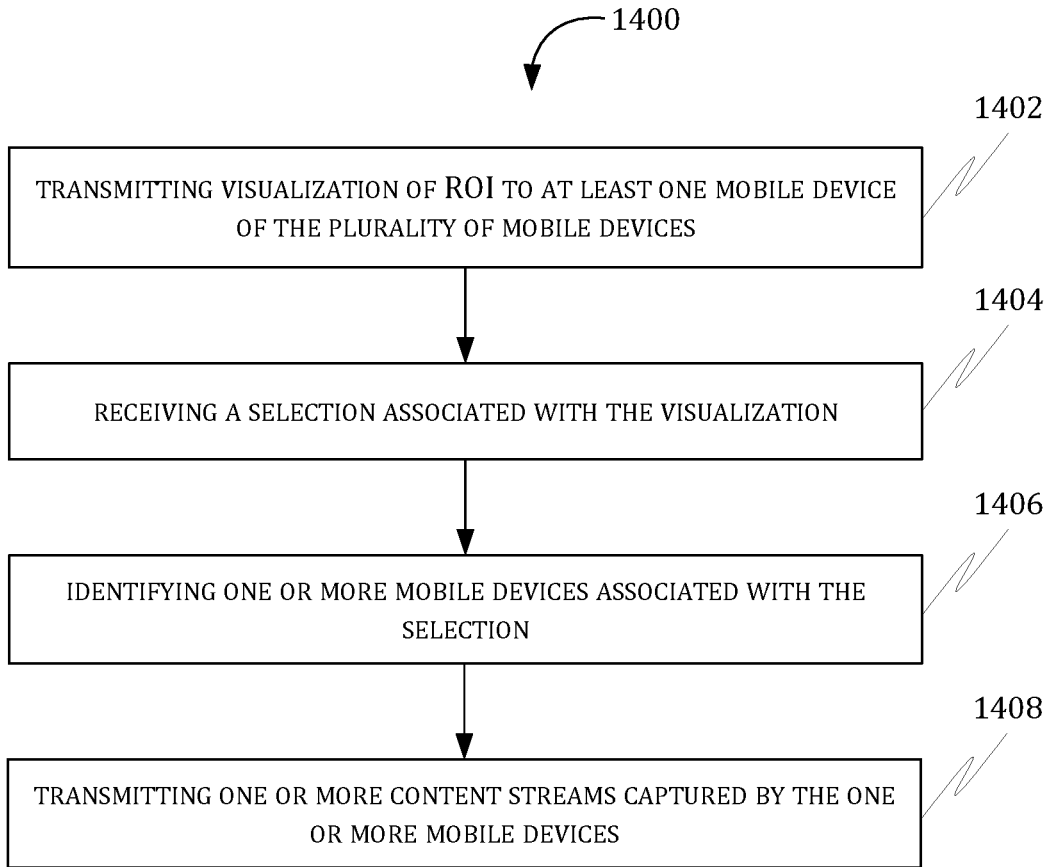 1400
1402
TRANSMITTING VISUALIZATION OF ROI TO AT LEAST ONE MOBILE DEVICE
OF THE PLURALITY OF MOBILE DEVICES
1404
RECEIVING A SELECTION ASSOCIATED WITH THE VISUALIZATION
1406
IDENTIFYING ONE OR MORE MOBILE DEVICES ASSOCIATED WITH THE
SELECTION
1408
TRANSMITTING ONE OR MORE CONTENT STREAMS CAPTURED BY THE ONE
OR MORE MOBILE DEVICES